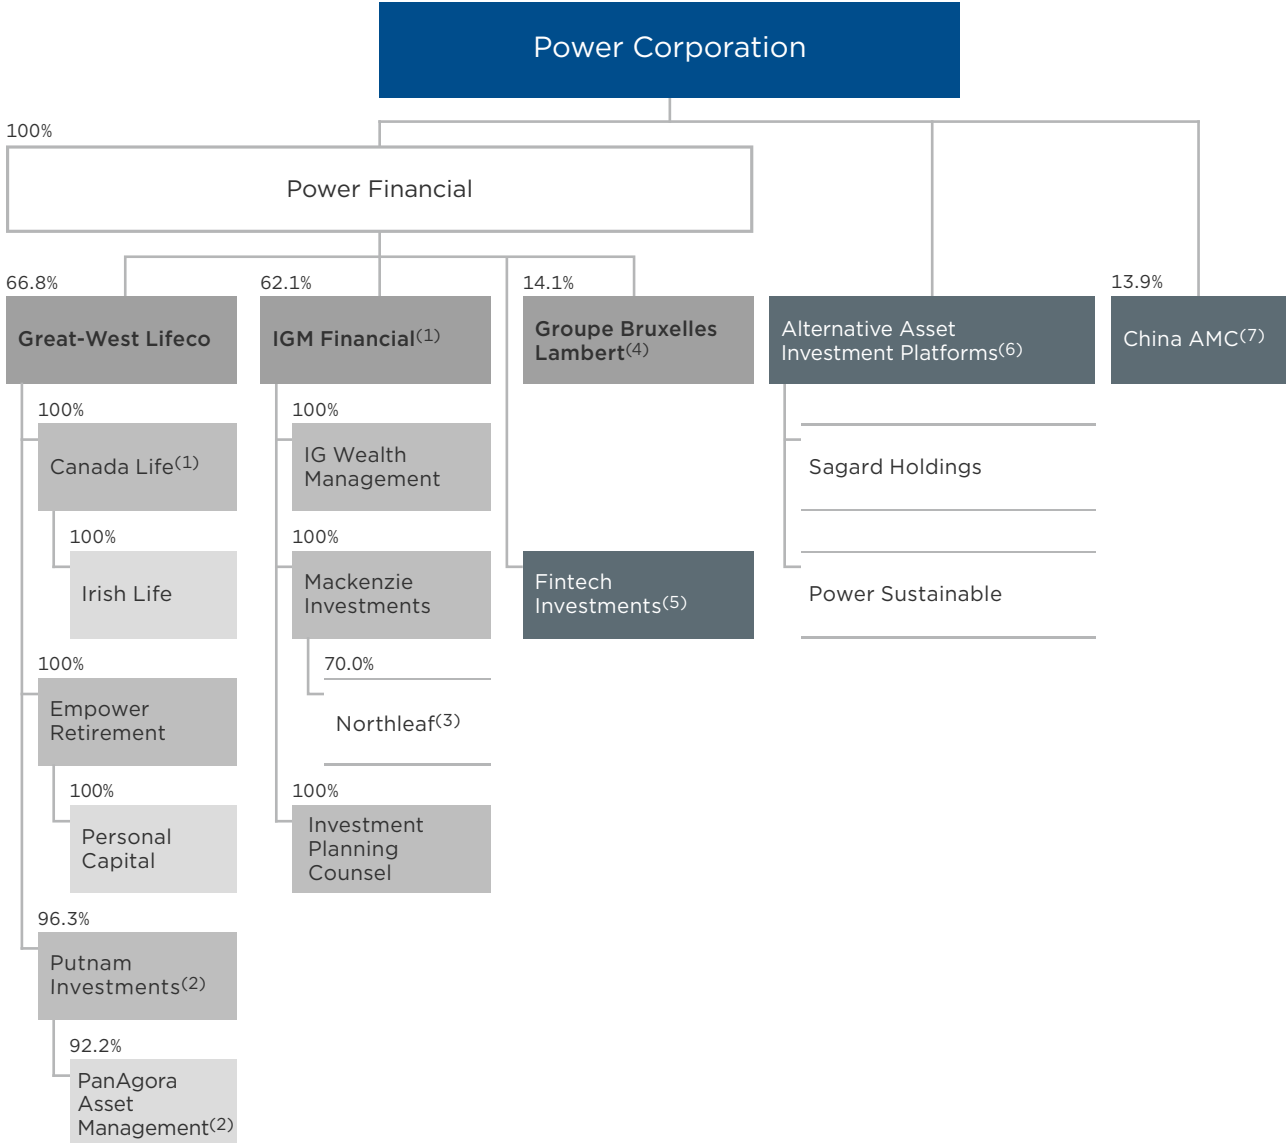 Power Corporation
100%
Power Financial
66.8%
Great-West Lifeco
100%
Canada Life(1)
100%
Irish Life
100%
Empower
Retirement
100%
Personal
Capital
96.3%
Putnam
Investments(2)
92.2%
PanAgora
Asset
Management(2)
62.1%
IGM Financial(1)
100%
IG Wealth
Management
100%
Mackenzie
Investments
70.0%
Northleaf(3)
100%
Investment
Planning
Counsel
14.1%
Groupe Bruxelles
Lambert(4)
Fintech
Investments(5)
Alternative Asset
Investment Platforms(6)
Sagard Holdings
Power Sustainable
13.9%
China AMC(7)